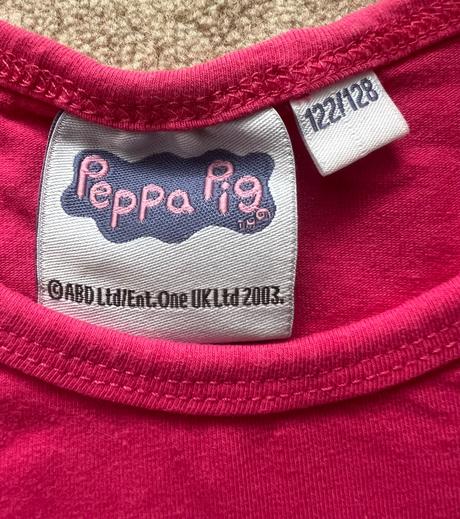 Peppa Pig
©ABD Ltd/Ent.One UK Ltd 2003.
122/128